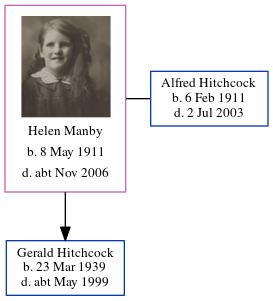 Helen Manby
b. 8 May 1911
d. abt Nov 2006
Alfred Hitchcock
b. 6 Feb 1911
d. 2 Jul 2003
Gerald Hitchcock
b. 23 Mar 1939
d. abt May 1999